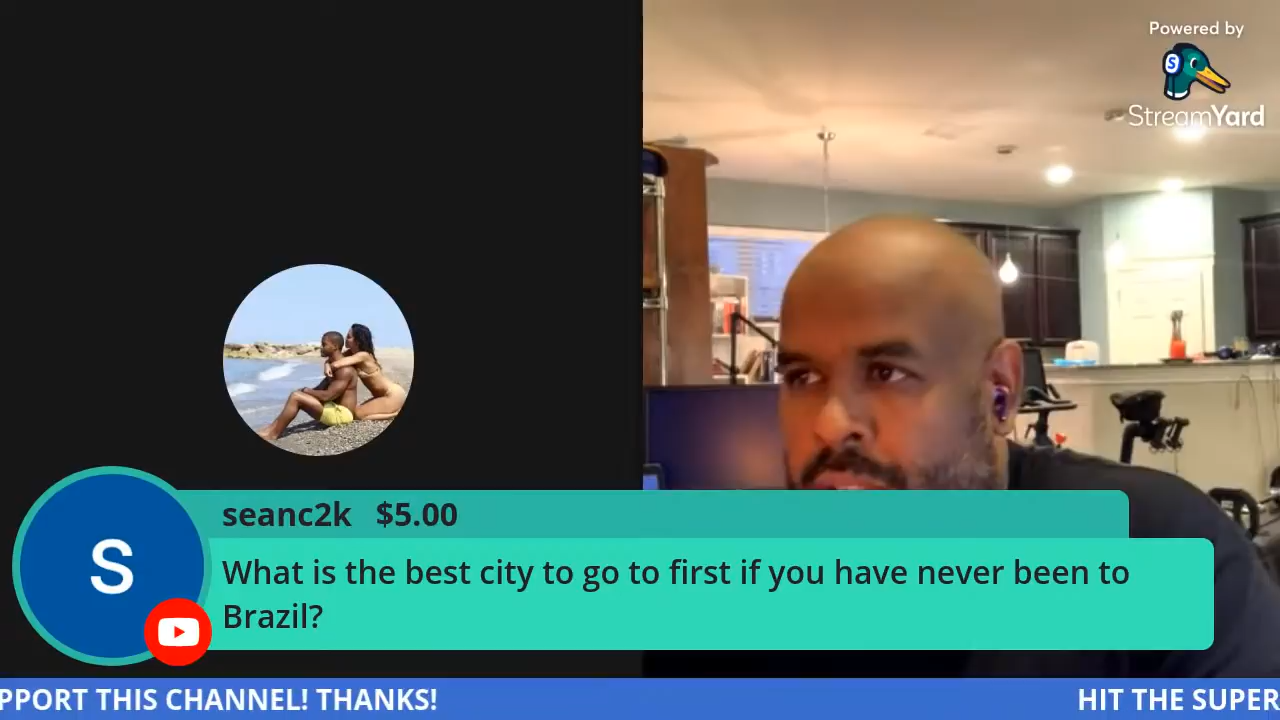 Powered by
StreamYard
seanc2k $5.00
What is the best city to go to first if you have never been to
Brazil?
S
PPORT THIS CHANNEL! THANKS!
HIT THE SUPER